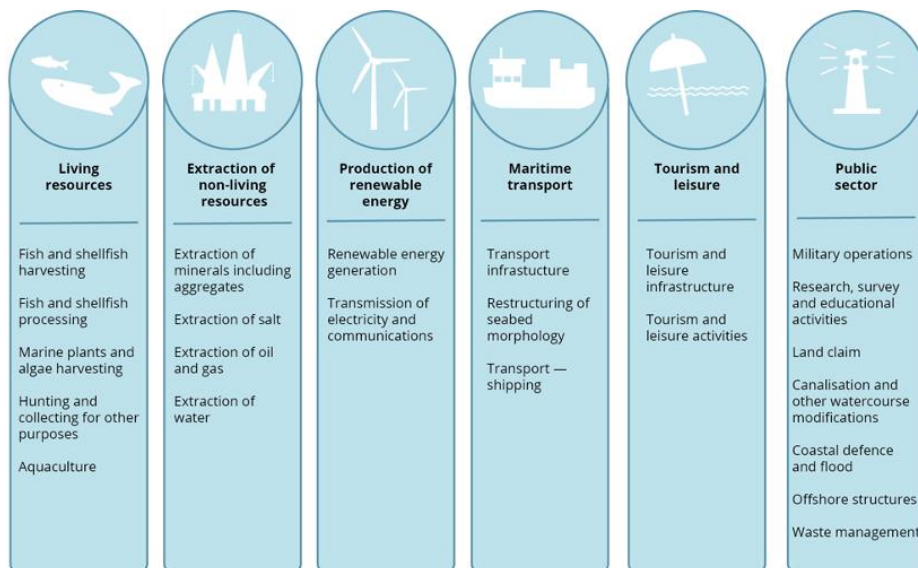 Living
resources
Fish and shellfish
harvesting
Fish and shellfish
processing
Marine plants and
algae harvesting
Hunting and
collecting for other
purposes
Aquaculture
Extraction of
non-living
resources
Extraction of
minerals including
aggregates
Extraction of salt
Extraction of oil
and gas
Extraction of
water
Production of
renewable
energy
Renewable energy
generation
Transmission of
electricity and
communications
Maritime
transport
Transport
infrastucture
Restructuring of
seabed
morphology
Transport —
shipping
Tourism and
leisure
Tourism and
leisure
infrastructure
Tourism and
leisure activities
Public
sector
Military operations
Research, survey
and educational
activities
Land claim
Canalisation and
other watercourse
modifications
Coastal defence
and flood
Offshore structures
Waste management